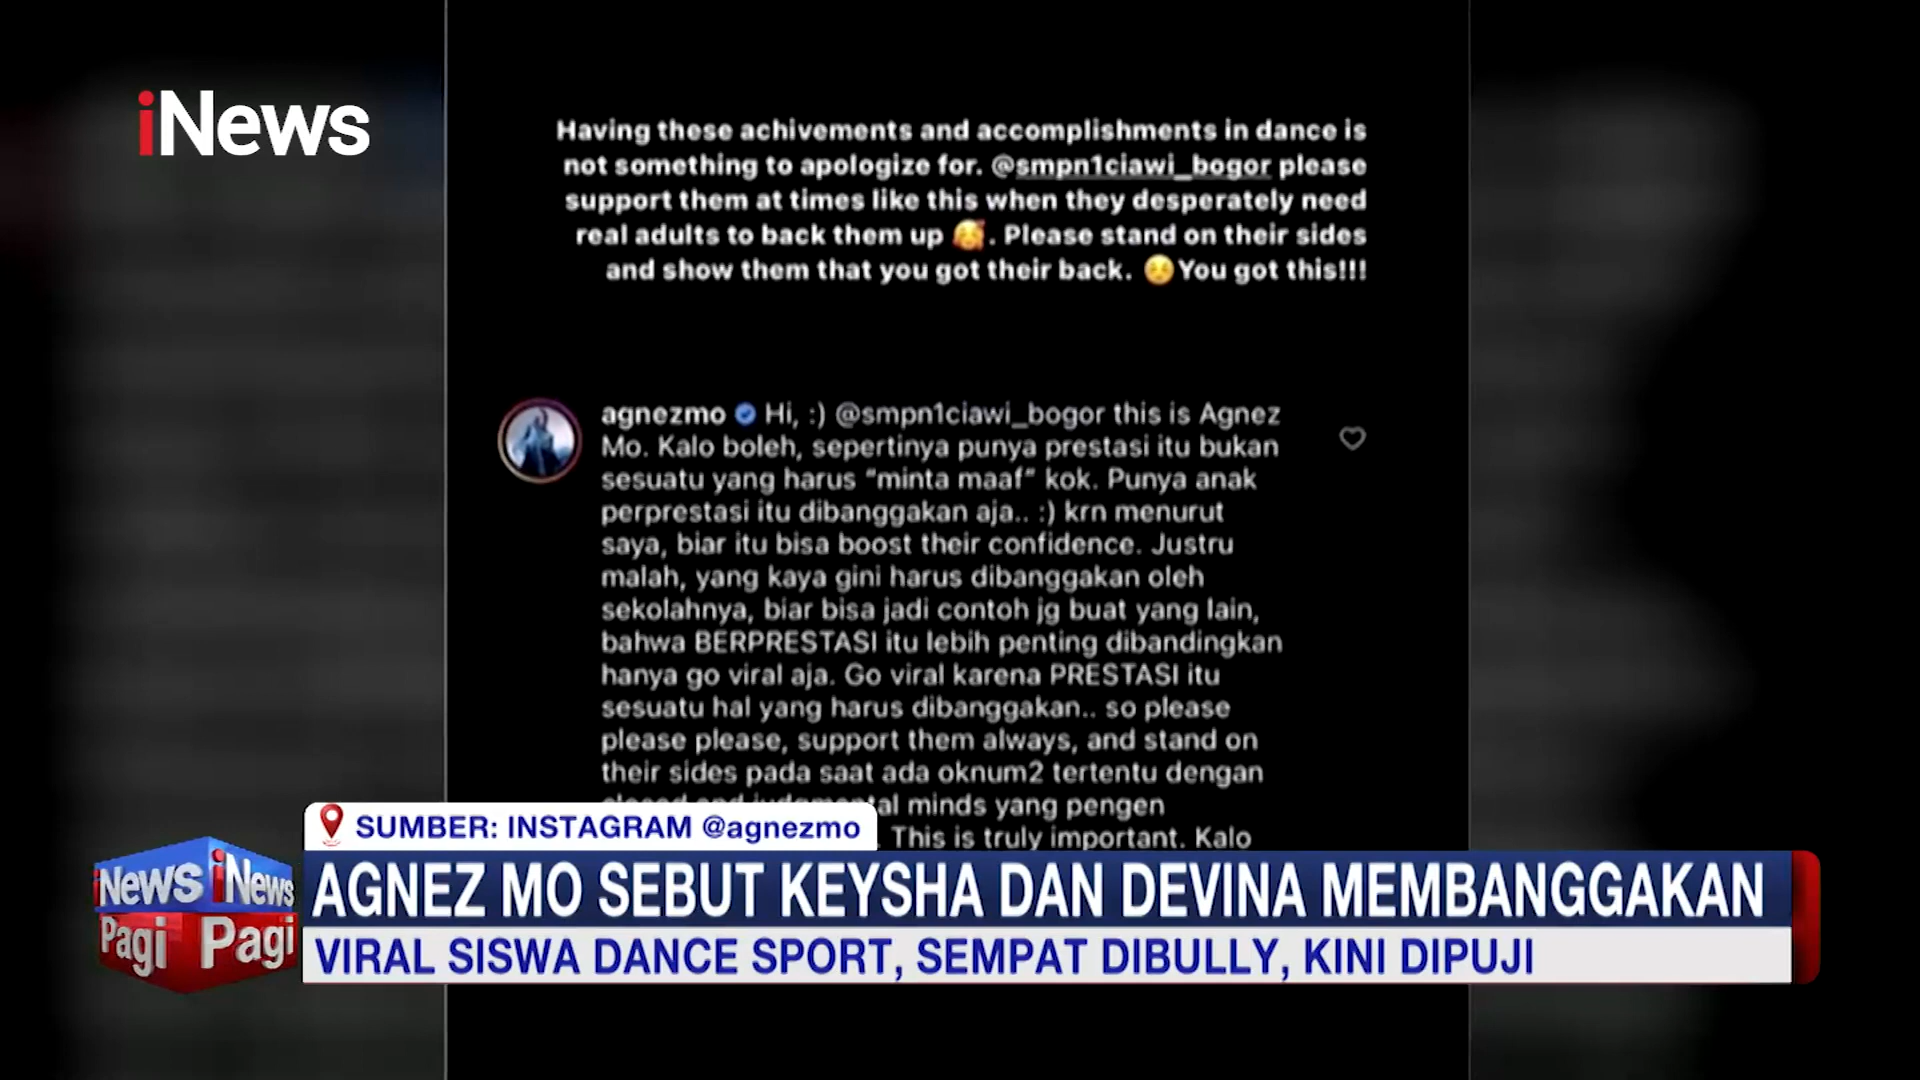 iNews
Having these achivements and accomplishments in dance is
not something to apologize for. @smpn1ciawi_bogor please
support them at times like this when they desperately need
real adults to back them up 🥰. Please stand on their sides
and show them that you got their back. 😣You got this!!!
agnezmo Hi, :) @smpn1ciawi_bogor this is Agnez
Mo. Kalo boleh, sepertinya punya prestasi itu bukan
sesuatu yang harus “minta maaf” kok. Punya anak
perprestasi itu dibanggakan aja.. :) krn menurut
saya, biar itu bisa boost their confidence. Justru
malah, yang kaya gini harus dibanggakan oleh
sekolahnya, biar bisa jadi contoh jg buat yang lain,
bahwa BERPRESTASI itu lebih penting dibandingkan
hanya go viral aja. Go viral karena PRESTASI itu
sesuatu hal yang harus dibanggakan.. so please
please please, support them always, and stand on
their sides pada saat ada oknum2 tertentu dengan
minds yang pengen
This is truly important. Kalo
SUMBER: INSTAGRAM @agnezmo
iNews iNews
Pagi Pagi
AGNEZ MO SEBUT KEYSHA DAN DEVINA MEMBANGGAKAN
VIRAL SISWA DANCE SPORT, SEMPAT DIBULLY, KINI DIPUJI